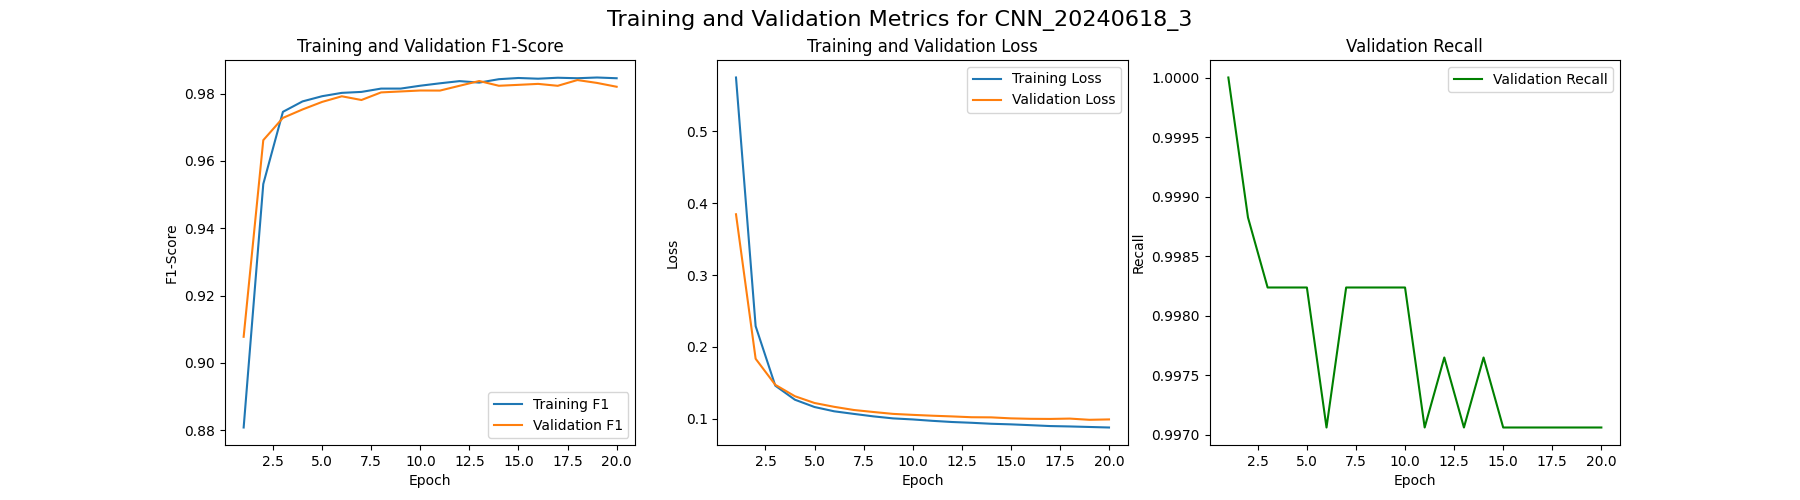 Training and Validation Metrics for CNN_20240618_3
Training and Validation F1-Score
F1-Score
0.98
0.96
0.94
0.92
0.90
0.88
Training F1
Validation F1
2.5 5.0 7.5 10.0 12.5 15.0 17.5 20.0
Epoch
Training and Validation Loss
Loss
0.5
0.4
0.3
0.2
0.1
Training Loss
Validation Loss
2.5 5.0 7.5 10.0 12.5 15.0 17.5 20.0
Epoch
Validation Recall
Recall
1.0000
0.9995
0.9990
0.9985
0.9980
0.9975
0.9970
Validation Recall
2.5 5.0 7.5 10.0 12.5 15.0 17.5 20.0
Epoch